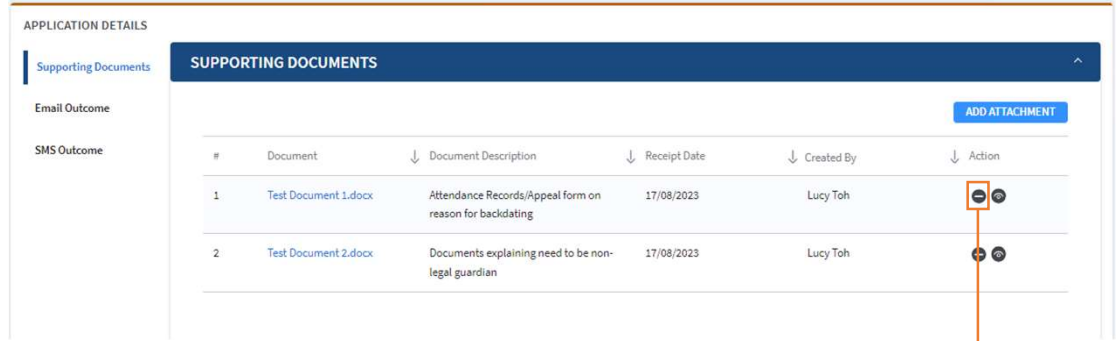 APPLICATION DETAILS
Supporting Documents
Email Outcome
SMS Outcome
SUPPORTING DOCUMENTS
ADD ATTACHMENT
# Document Document Description Receipt Date Created By Action
1 Test Document 1.docx Attendance Records/Appeal form on 17/08/2023 Lucy Toh
reason for backdating
2 Test Document 2.docx Documents explaining need to be non- 17/08/2023 Lucy Toh
legal guardian